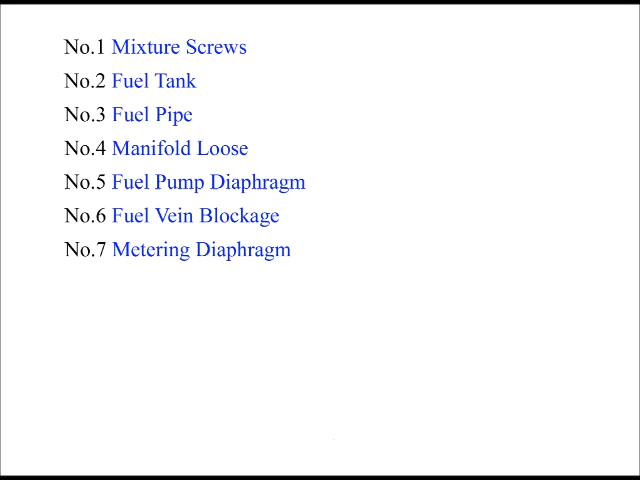 No.1 Mixture Screws
No.2 Fuel Tank
No.3 Fuel Pipe
No.4 Manifold Loose
No.5 Fuel Pump Diaphragm
No.6 Fuel Vein Blockage
No.7 Metering Diaphragm